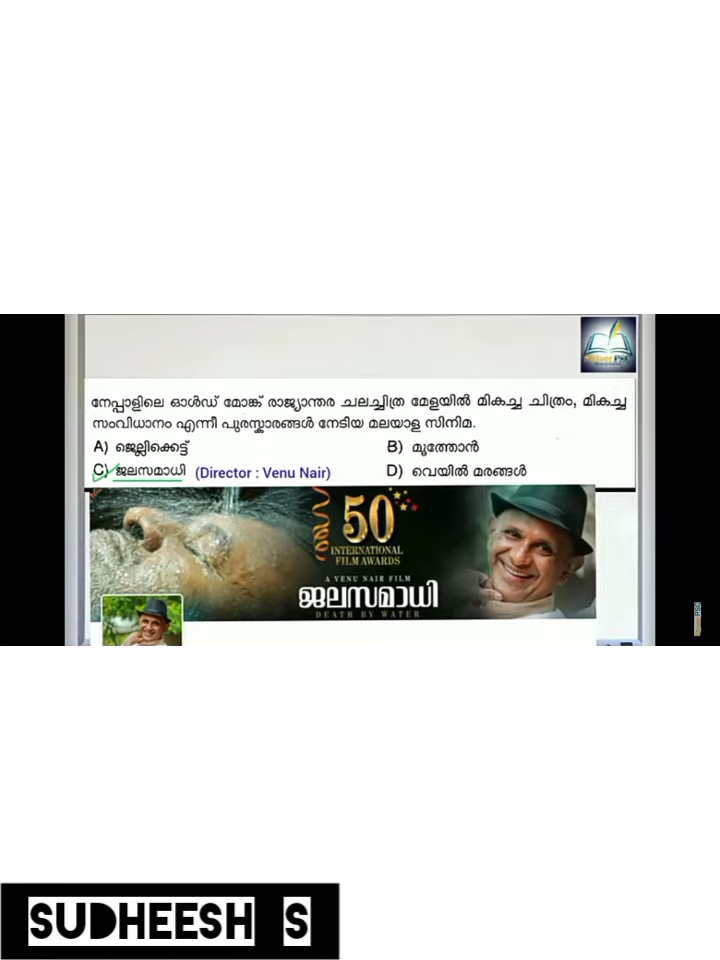 നേപ്പാളിലെ ഓൾഡ് മോങ്ക് രാജ്യാന്തര ചലച്ചിത്ര മേളയിൽ മികച്ച ചിത്രം, മികച്ച
സംവിധാനം എന്നീ പുരസ്കാരങ്ങൾ നേടിയ മലയാള സിനിമ.
A) ജെല്ലിക്കെട്ട് B) മൂത്തോൻ
C) ജലസമാധി (Director : Venu Nair) D) വെയിൽ മരങ്ങൾ
50
INTERNATIONAL
FILM AWARDS
A VENU NAIR FILM
ജലസമാധി
DEATH BY WATER
SUDHEESH S